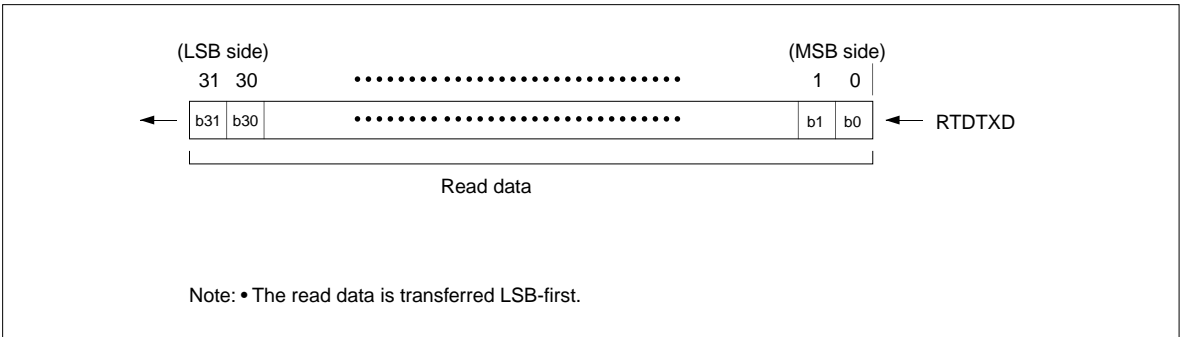 (LSB side) (MSB side)
31 30 •••••••• ••••••••••••••••••••••• 1 0
b31 b30 •••••••• ••••••••••••••••••••••• b1 b0 RTDTXD
Read data
Note: • The read data is transferred LSB-first.